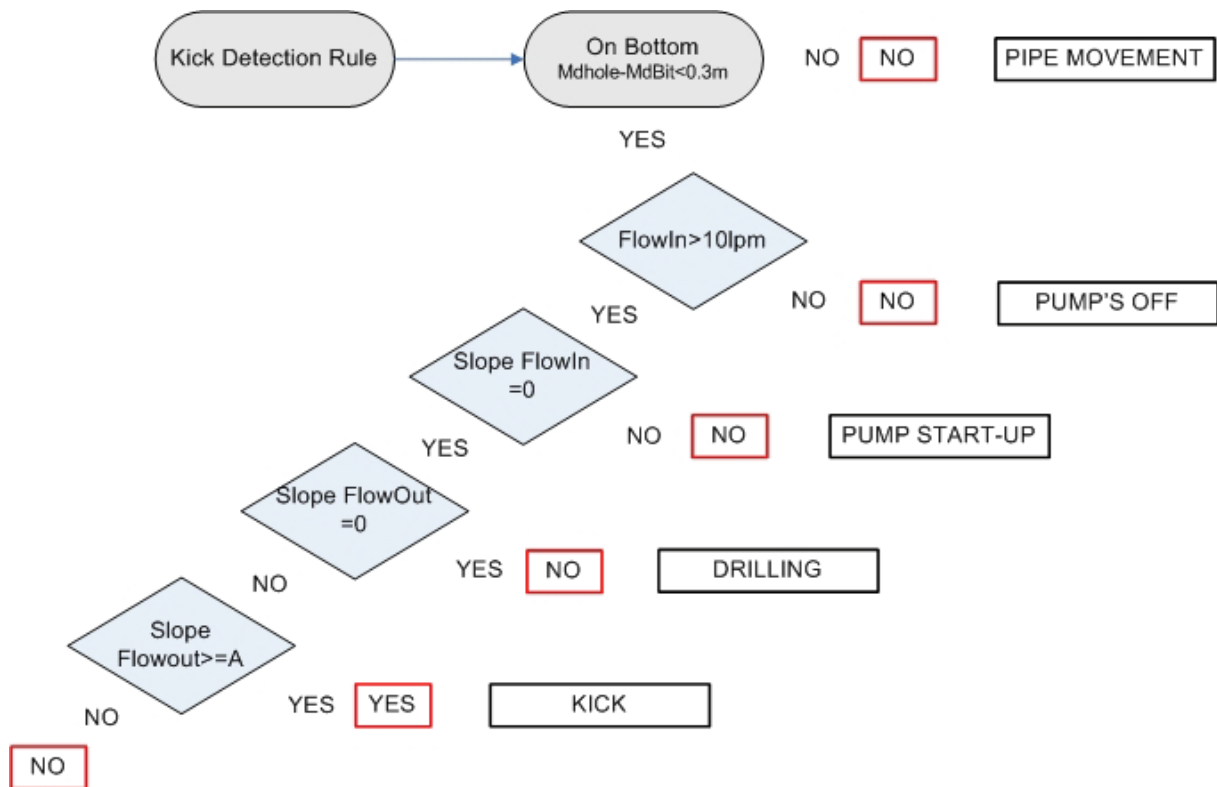 Kick Detection Rule
On Bottom
Mdhole-MdBit<0.3m
NO
NO
PIPE MOVEMENT
YES
FlowIn>10lpm
NO
NO
PUMP'S OFF
YES
Slope FlowIn
=0
NO
NO
PUMP START-UP
YES
Slope FlowOut
=0
YES
NO
DRILLING
NO
Slope
Flowout>=A
YES
YES
KICK
NO
NO